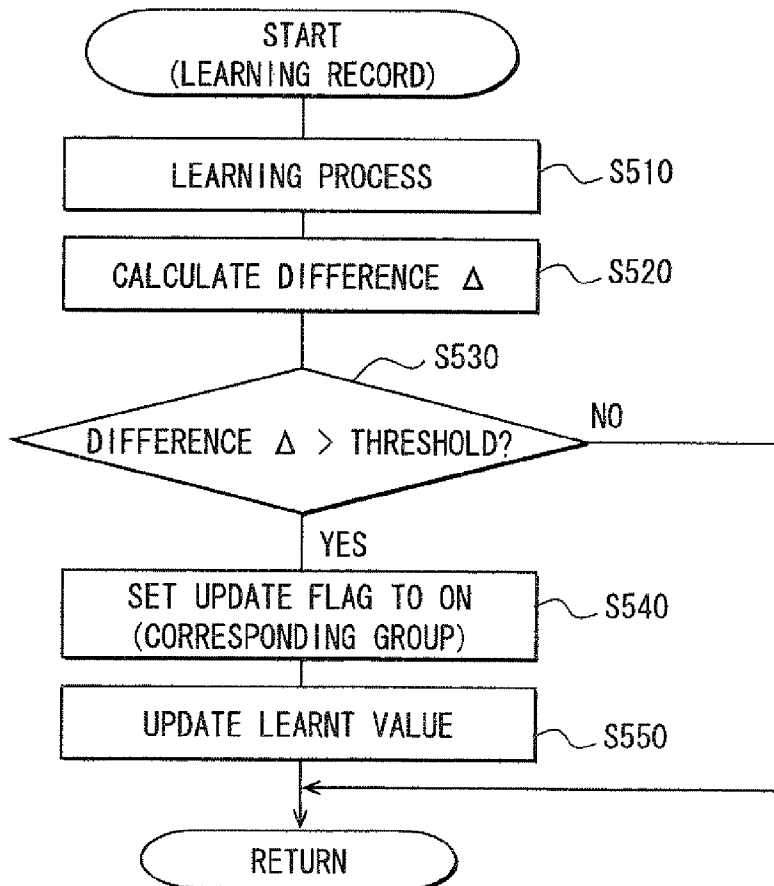 START
(LEARNING RECORD)
LEARNING PROCESS
S510
CALCULATE DIFFERENCE Δ
S520
S530
DIFFERENCE Δ > THRESHOLD?
NO
YES
SET UPDATE FLAG TO ON
(CORRESPONDING GROUP)
S540
UPDATE LEARNT VALUE
S550
RETURN